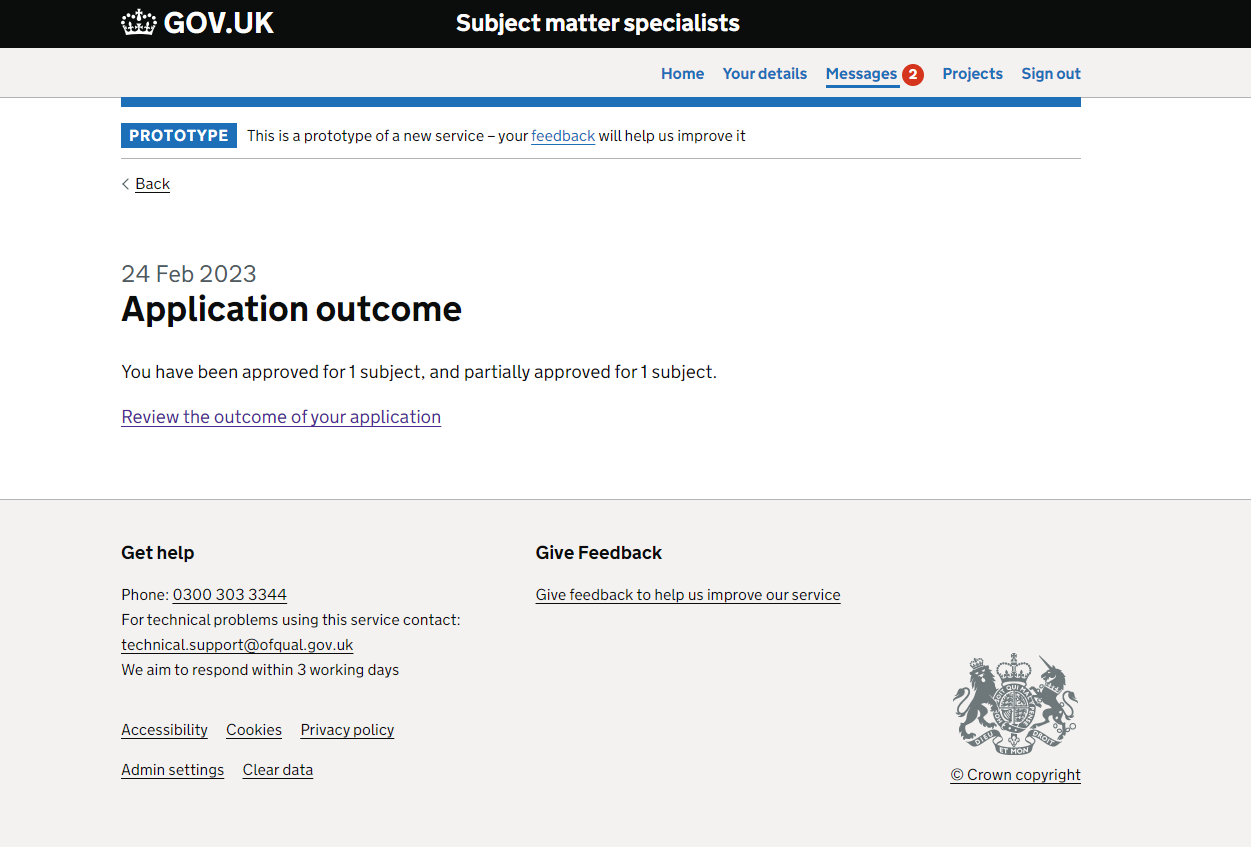 GOV.UK Subject matter specialists
Home Your details Messages 2 Projects Sign out
PROTOTYPE This is a prototype of a new service – your feedback will help us improve it
Back
24 Feb 2023
Application outcome
You have been approved for 1 subject, and partially approved for 1 subject.
Review the outcome of your application
Get help
Phone: 0300 303 3344
For technical problems using this service contact:
technical.support@ofqual.gov.uk
We aim to respond within 3 working days
Give Feedback
Give feedback to help us improve our service
Accessibility Cookies Privacy policy
Admin settings Clear data
DIEU ET MON DROIT
© Crown copyright